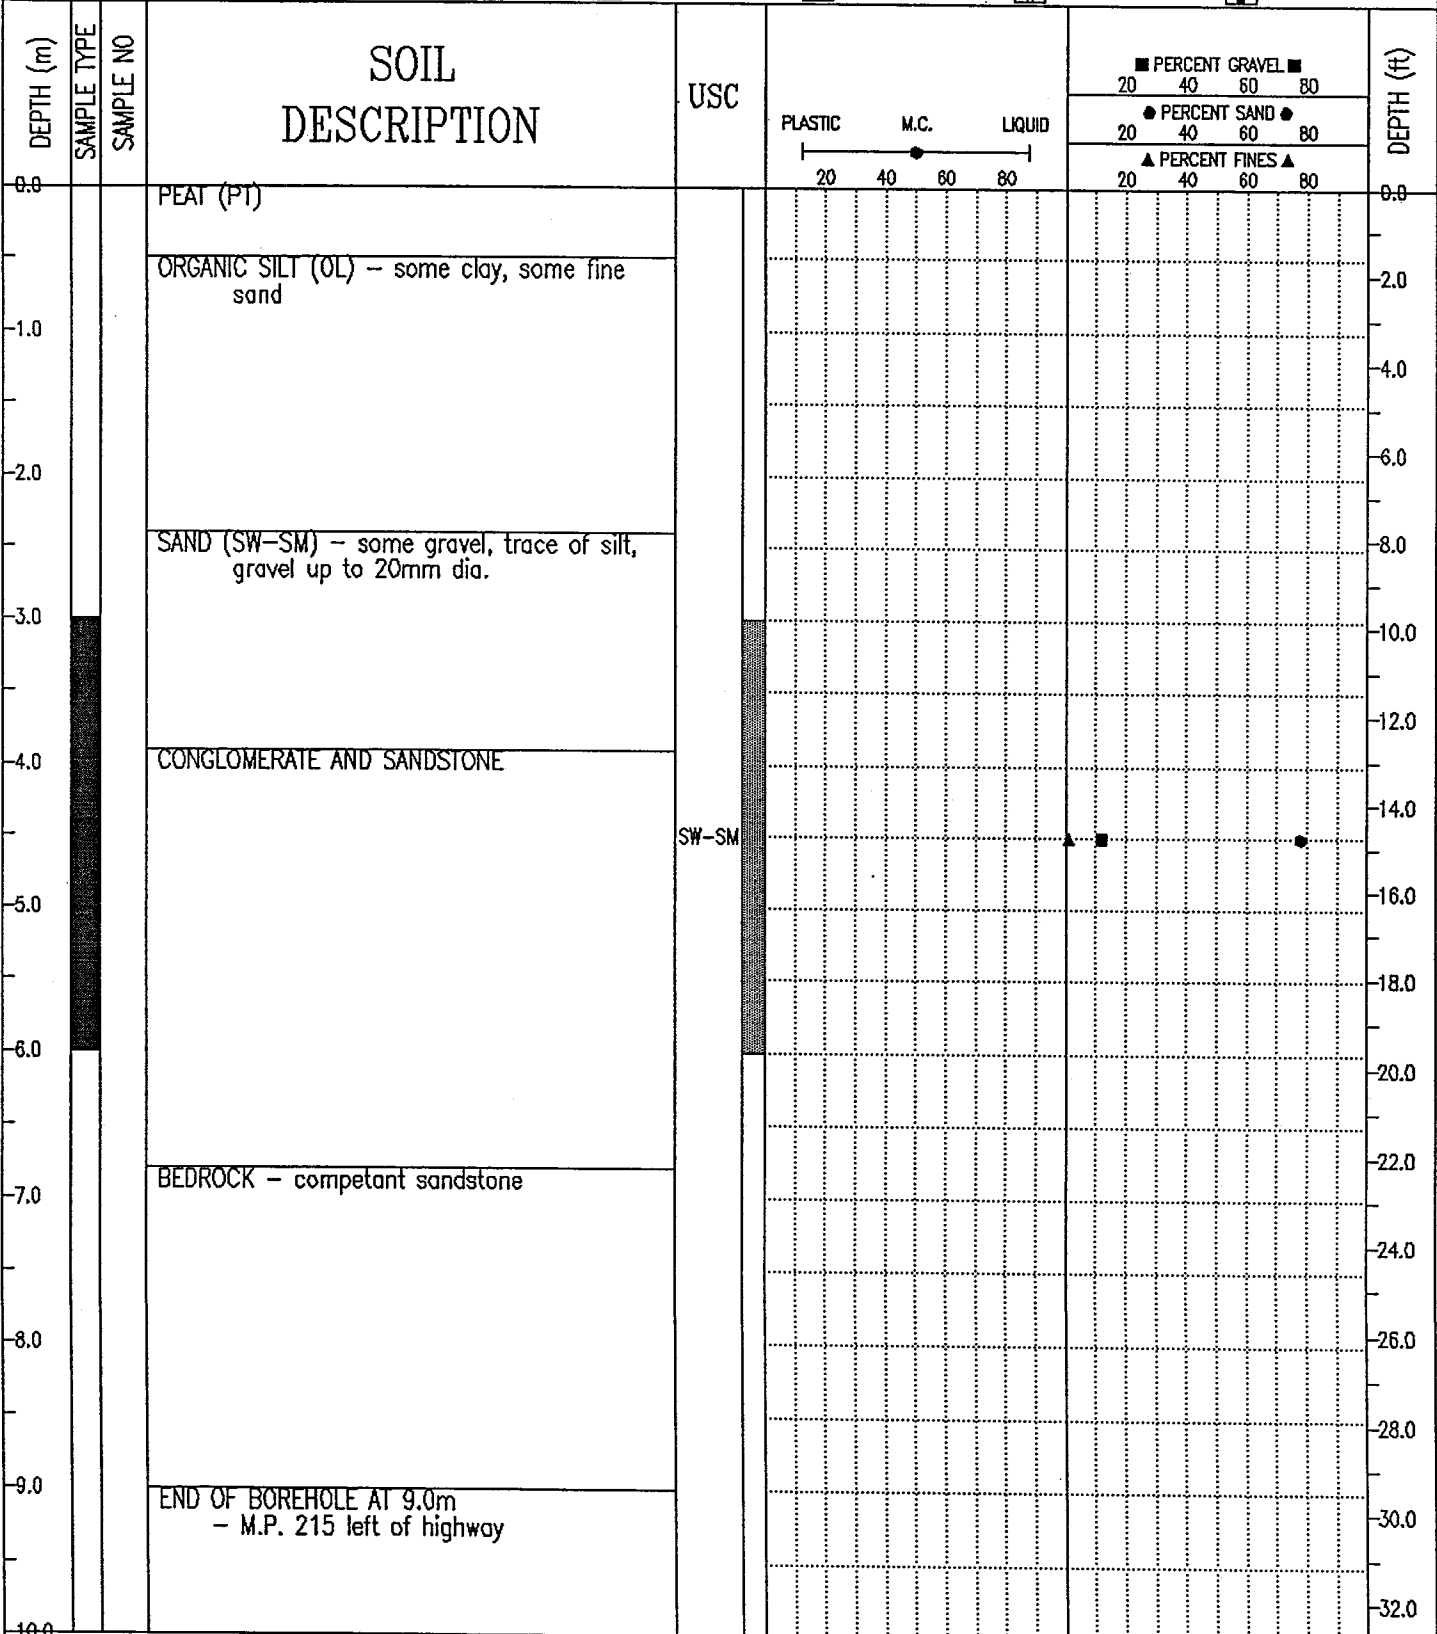 DEPTH (m)
SAMPLE TYPE
SAMPLE NO
SOIL
DESCRIPTION
USC
PLASTIC M.C. LIQUID
20 40 60 80
■ PERCENT GRAVEL ■
20 40 60 80
● PERCENT SAND ●
20 40 60 80
▲ PERCENT FINES ▲
20 40 60 80
DEPTH (ft)
0.0
PEAT (PT)
0.0
ORGANIC SILT (OL) – some clay, some fine
sand
2.0
1.0
4.0
2.0
6.0
SAND (SW–SM) – some gravel, trace of silt,
gravel up to 20mm dia.
8.0
3.0
10.0
12.0
4.0
CONGLOMERATE AND SANDSTONE
14.0
SW–SM
5.0
16.0
18.0
6.0
20.0
22.0
BEDROCK – competant sandstone
7.0
24.0
8.0
26.0
28.0
9.0
END OF BOREHOLE AT 9.0m
– M.P. 215 left of highway
30.0
32.0
10.0